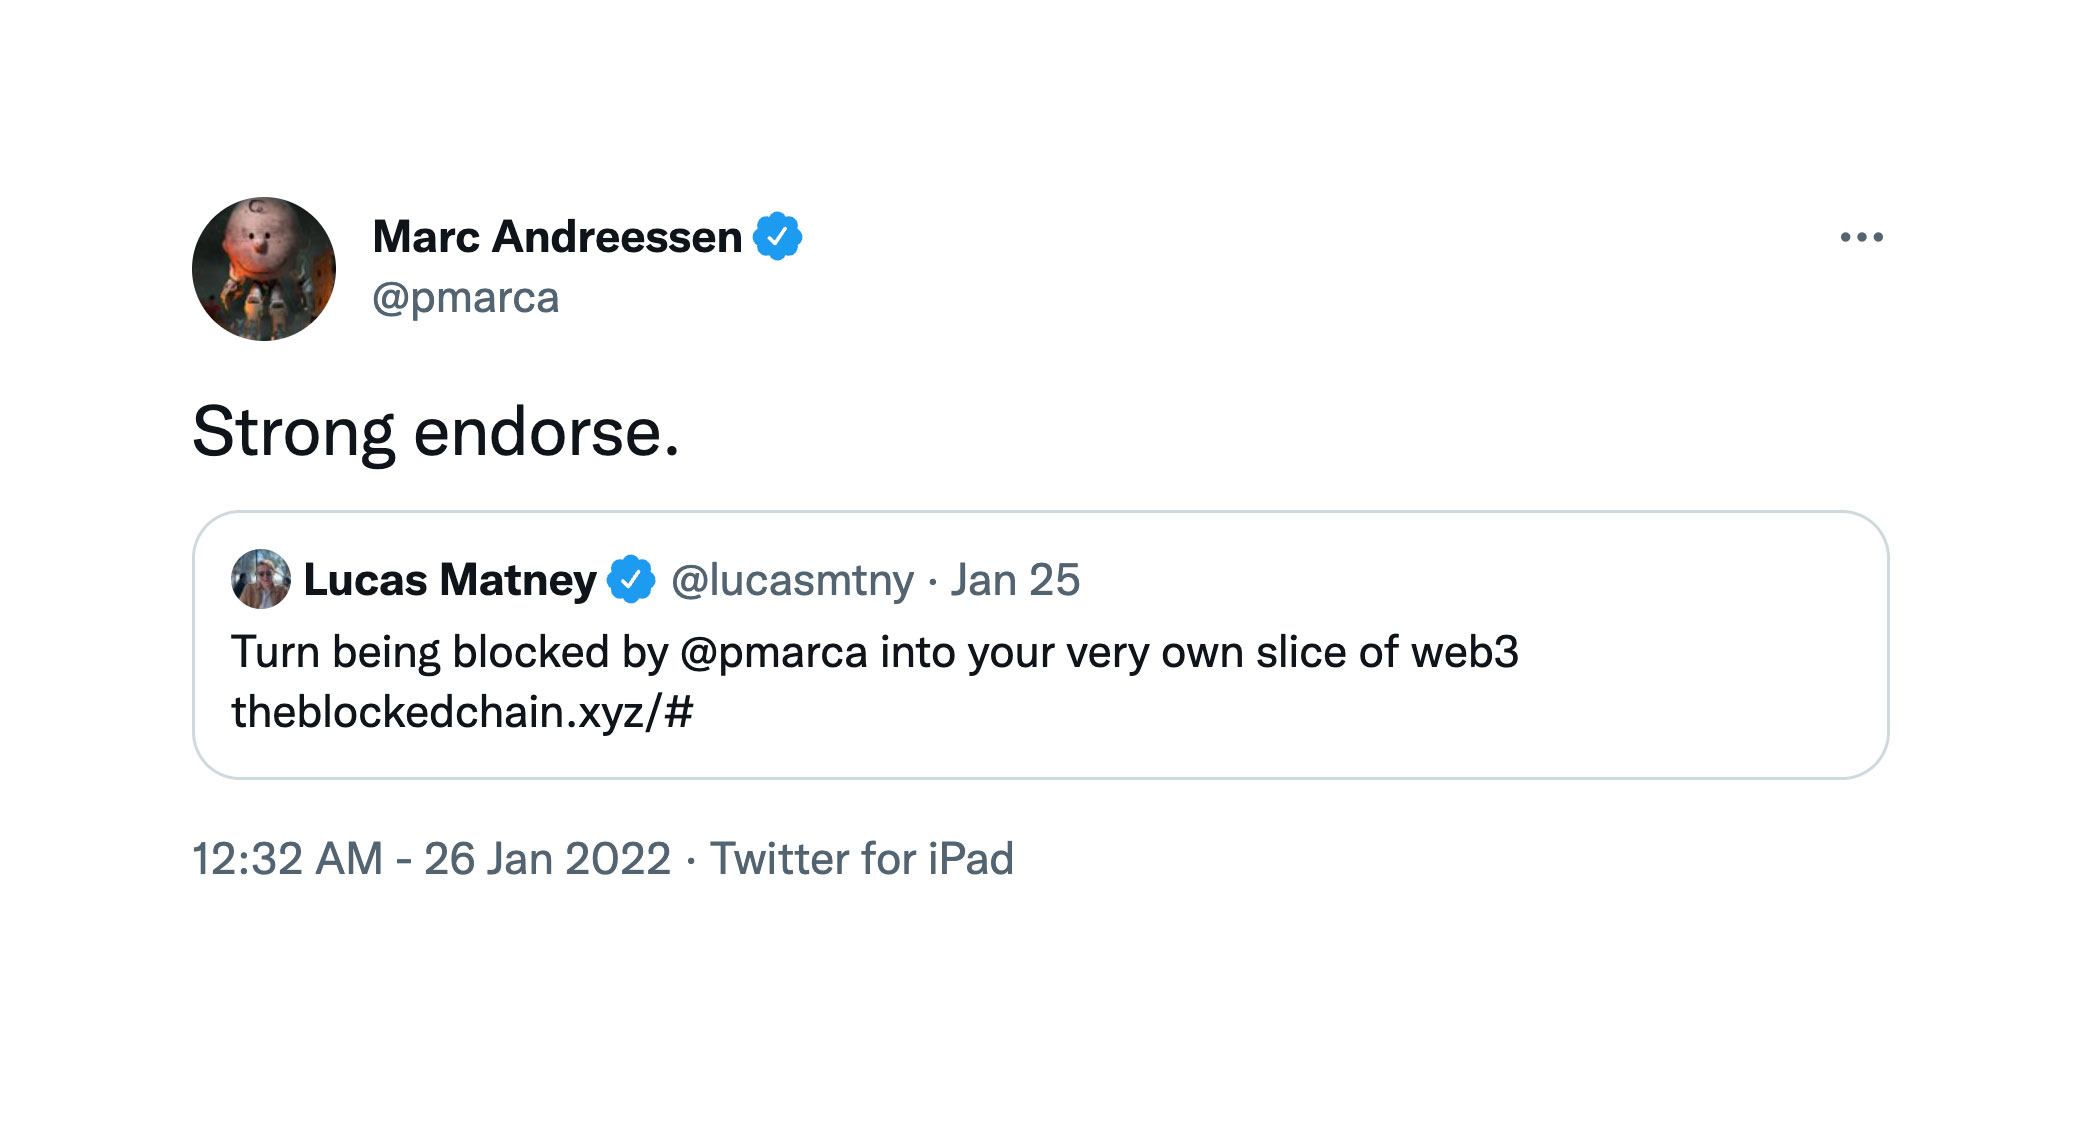 Marc Andreessen
@pmarca
Strong endorse.
Lucas Matney @lucasmtny · Jan 25
Turn being blocked by @pmarca into your very own slice of web3
theblockedchain.xyz/#
12:32 AM - 26 Jan 2022 · Twitter for iPad